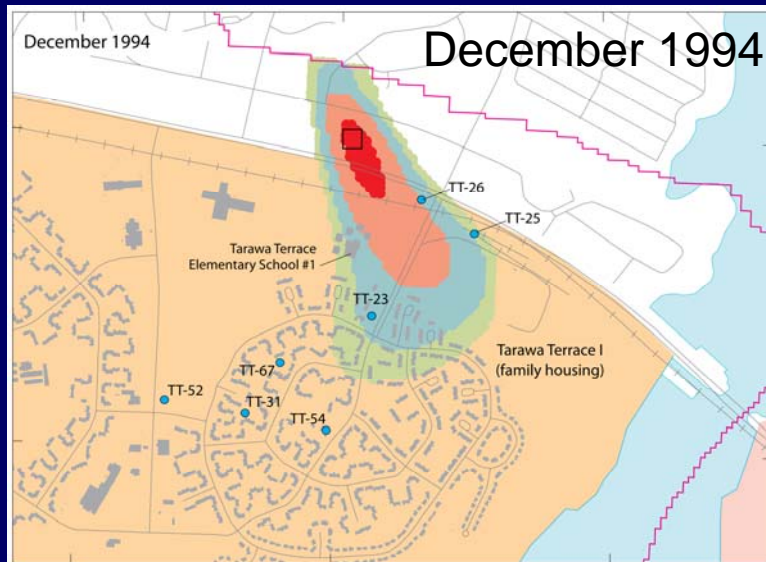 December 1994
December 1994
TT-26
TT-25
Tarawa Terrace
Elementary School #1
TT-23
Tarawa Terrace I
(family housing)
TT-67
TT-52
TT-31
TT-54